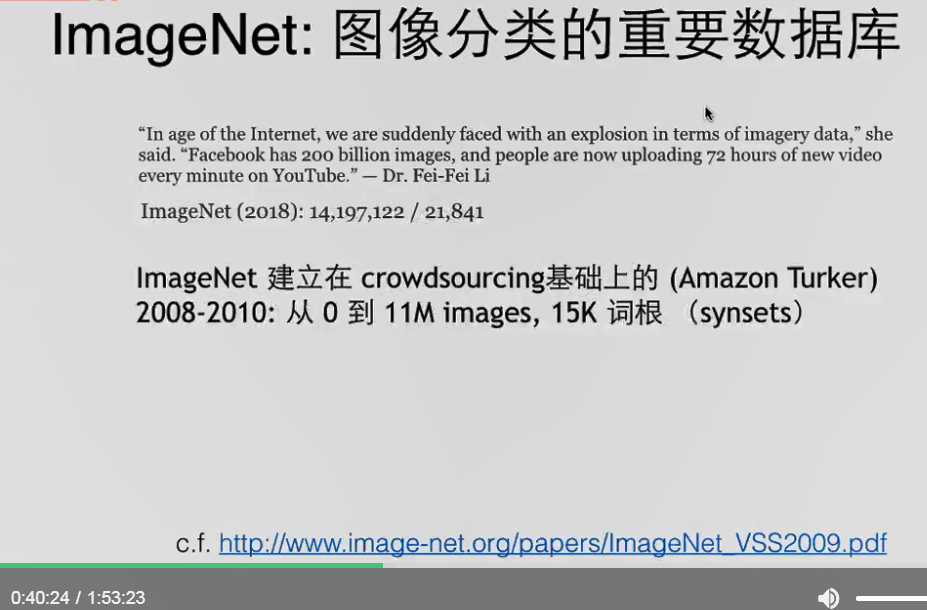 ImageNet: 图像分类的重要数据库
“In age of the Internet, we are suddenly faced with an explosion in terms of imagery data,” she
said. “Facebook has 200 billion images, and people are now uploading 72 hours of new video
every minute on YouTube.” — Dr. Fei-Fei Li
ImageNet (2018): 14,197,122 / 21,841
ImageNet 建立在 crowdsourcing基础上的 (Amazon Turker)
2008-2010: 从 0 到 11M images, 15K 词根 （synsets）
c.f. http://www.image-net.org/papers/ImageNet_VSS2009.pdf
0:40:24 / 1:53:23